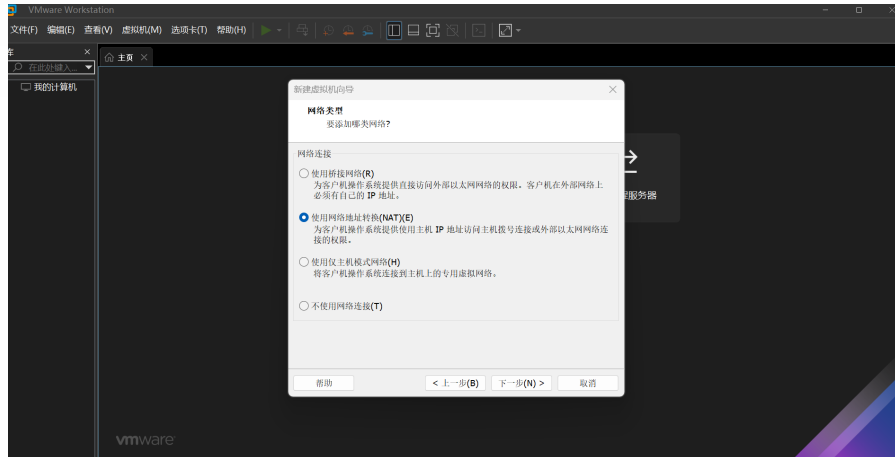 VMware Workstation
文件(F) 编辑(E) 查看(V) 虚拟机(M) 选项卡(T) 帮助(H)
库
主页
在此处键入...
我的计算机
新建虚拟机向导
网络类型
要添加哪类网络?
网络连接
使用桥接网络(R)
为客户机操作系统提供直接访问外部以太网网络的权限。客户机在外部网络上
必须有自己的 IP 地址。
使用网络地址转换(NAT)(E)
为客户机操作系统提供使用主机 IP 地址访问主机拨号连接或外部以太网网络连
接的权限。
使用仅主机模式网络(H)
将客户机操作系统连接到主机上的专用虚拟网络。
不使用网络连接(T)
服务器
帮助
< 上一步(B)
下一步(N) >
取消
vmware